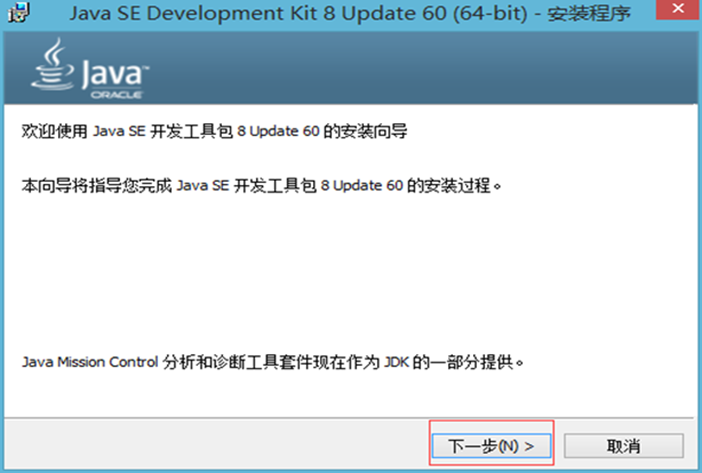 Java SE Development Kit 8 Update 60 (64-bit) - 安装程序
Java™
ORACLE
欢迎使用 Java SE 开发工具包 8 Update 60 的安装向导
本向导将指导您完成 Java SE 开发工具包 8 Update 60 的安装过程。
Java Mission Control 分析和诊断工具套件现在作为 JDK 的一部分提供。
下一步(N) >
取消